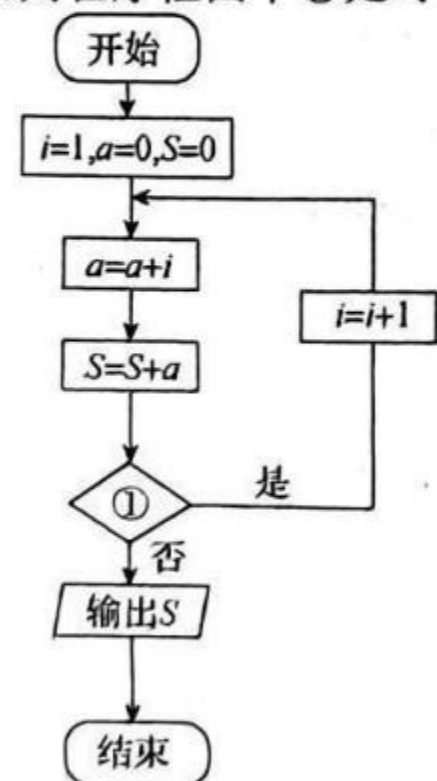 开始
i=1,a=0,S=0
a=a+i
i=i+1
S=S+a
①
是
否
输出S
结束